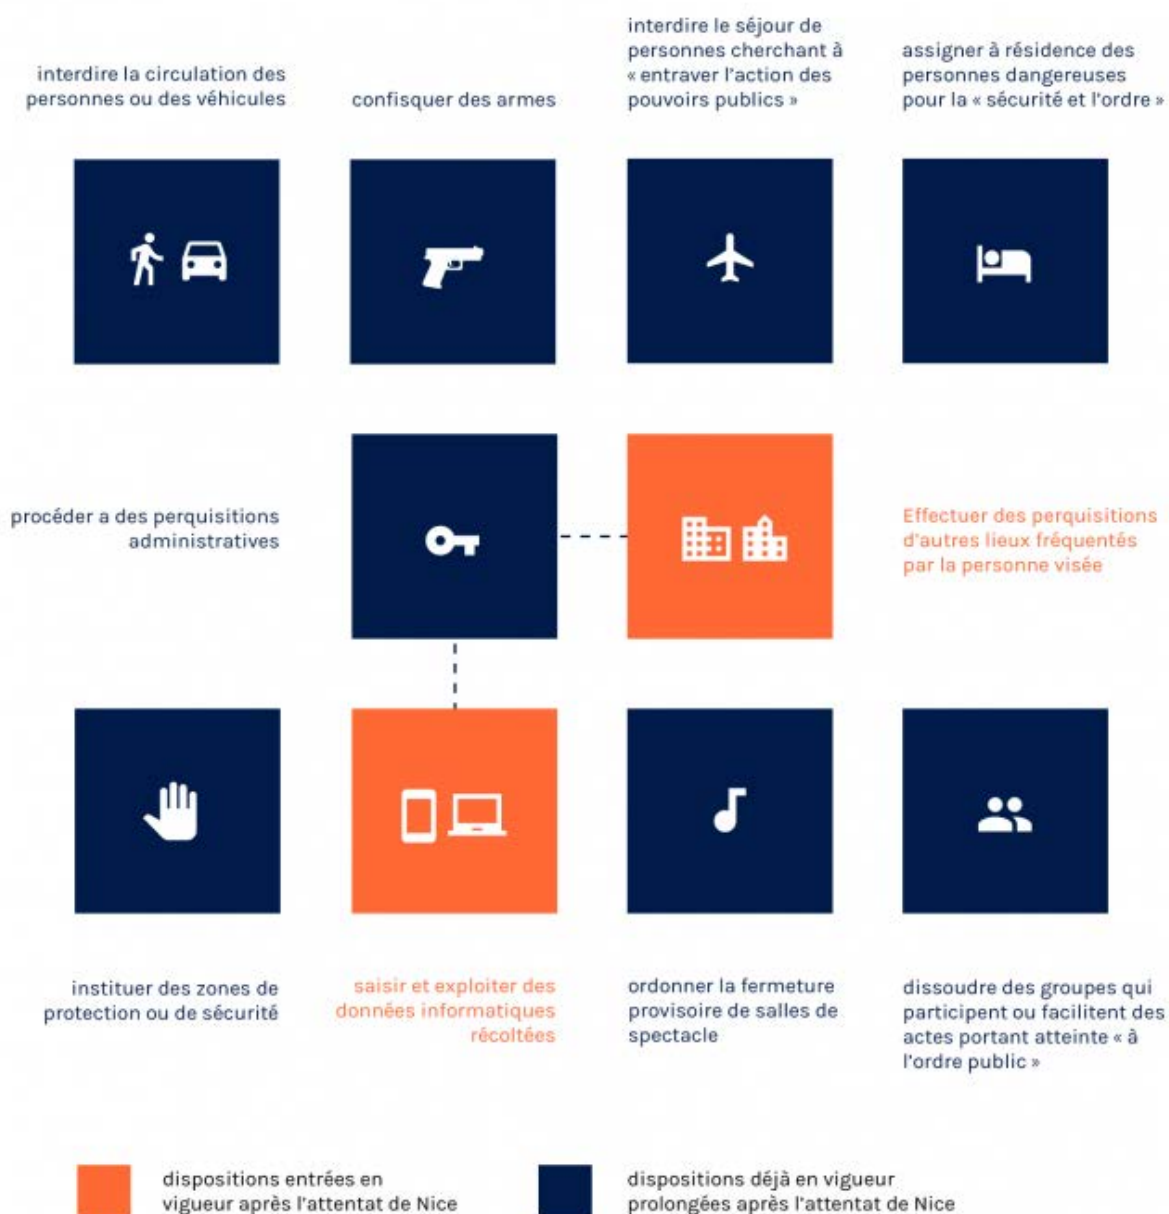 interdire la circulation des
personnes ou des véhicules
confisquer des armes
interdire le séjour de
personnes cherchant à
« entraver l'action des
pouvoirs publics »
assigner à résidence des
personnes dangereuses
pour la « sécurité et l'ordre »
procéder a des perquisitions
administratives
Effectuer des perquisitions
d'autres lieux fréquentés
par la personne visée
instituer des zones de
protection ou de sécurité
saisir et exploiter des
données informatiques
récoltées
ordonner la fermeture
provisoire de salles de
spectacle
dissoudre des groupes qui
participent ou facilitent des
actes portant atteinte « à
l'ordre public »
dispositions entrées en
vigueur après l'attentat de Nice
dispositions déjà en vigueur
prolongées après l'attentat de Nice